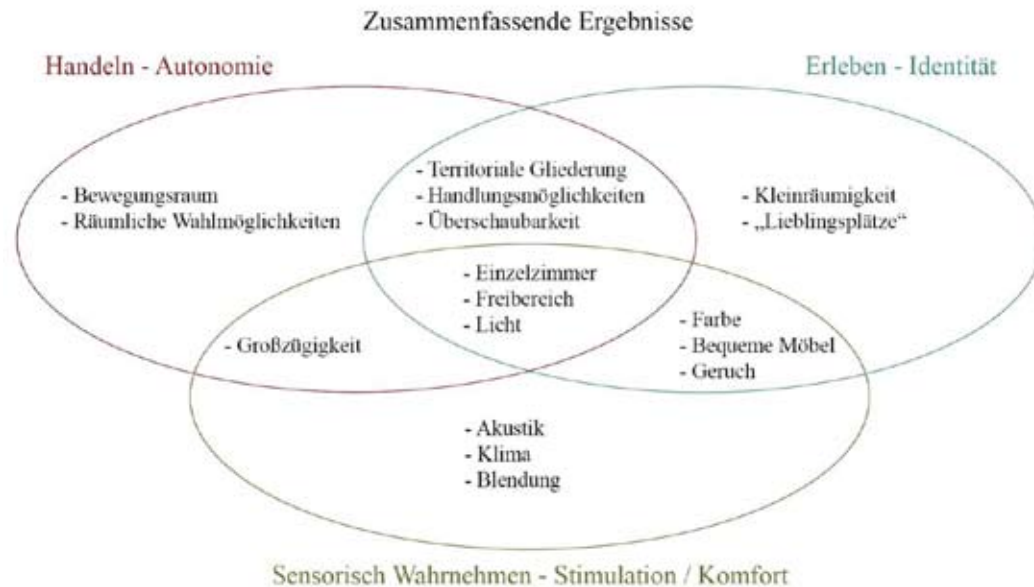 Zusammenfassende Ergebnisse
Handeln - Autonomie
Erleben - Identität
- Bewegungsraum
- Räumliche Wahlmöglichkeiten
- Territoriale Gliederung
- Handlungsmöglichkeiten
- Überschaubarkeit
- Kleinräumigkeit
- „Lieblingsplätze“
- Einzelzimmer
- Freibereich
- Licht
- Großzügigkeit
- Farbe
- Bequeme Möbel
- Geruch
- Akustik
- Klima
- Blendung
Sensorisch Wahrnehmen - Stimulation / Komfort